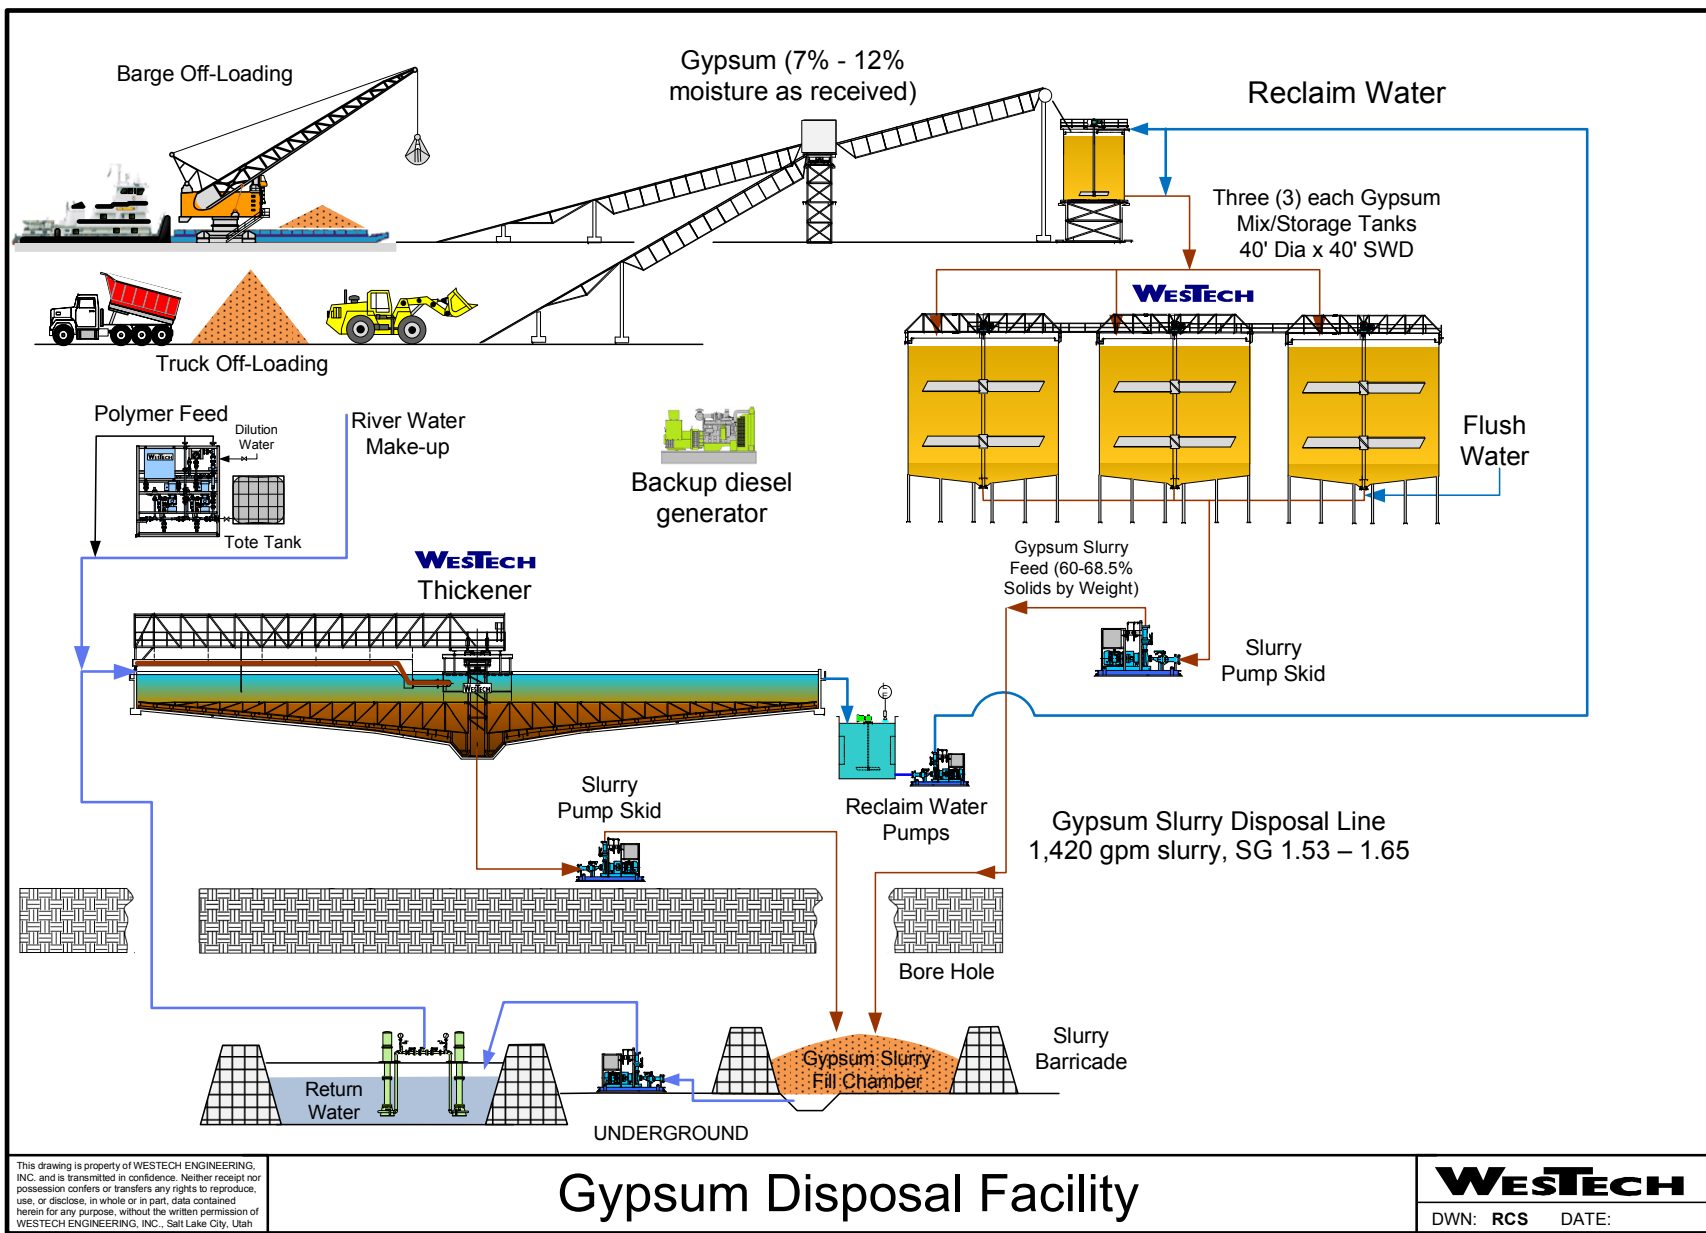 Barge Off-Loading
Gypsum (7% - 12%
moisture as received)
Reclaim Water
Three (3) each Gypsum
Mix/Storage Tanks
40' Dia x 40' SWD
WESTECH
Truck Off-Loading
Polymer Feed
Dilution
Water
WESTECH
Tote Tank
River Water
Make-up
Backup diesel
generator
Flush
Water
WESTECH
Thickener
WESTECH
Gypsum Slurry
Feed (60-68.5%
Solids by Weight)
Slurry
Pump Skid
Slurry
Pump Skid
Reclaim Water
Pumps
Gypsum Slurry Disposal Line
1,420 gpm slurry, SG 1.53 – 1.65
Bore Hole
Slurry
Barricade
Gypsum Slurry
Fill Chamber
Return
Water
UNDERGROUND
This drawing is property of WESTECH ENGINEERING,
INC. and is transmitted in confidence. Neither receipt nor
possession confers or transfers any rights to reproduce,
use, or disclose, in whole or in part, data contained
herein for any purpose, without the written permission of
WESTECH ENGINEERING, INC., Salt Lake City, Utah
Gypsum Disposal Facility
WESTECH
DWN: RCS DATE: